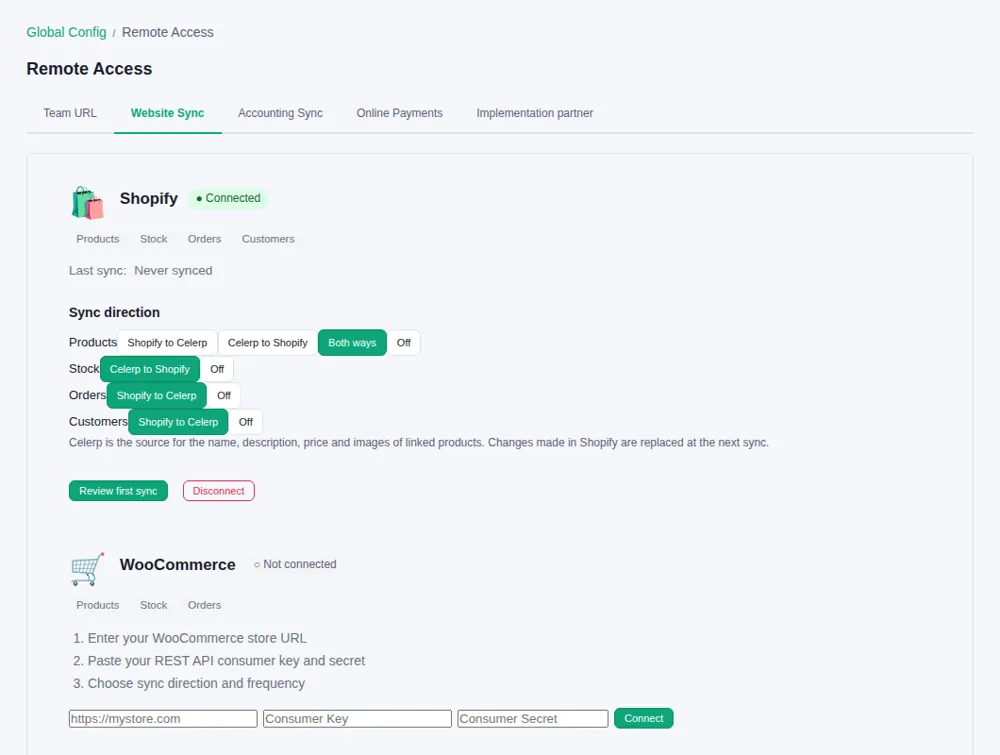 Global Config / Remote Access
Remote Access
Team URL Website Sync Accounting Sync Online Payments Implementation partner
Shopify ● Connected
Products Stock Orders Customers
Last sync: Never synced
Sync direction
Products Shopify to Celerp Celerp to Shopify Both ways Off
Stock Celerp to Shopify Off
Orders Shopify to Celerp Off
Customers Shopify to Celerp Off
Celerp is the source for the name, description, price and images of linked products. Changes made in Shopify are replaced at the next sync.
Review first sync Disconnect
WooCommerce ○ Not connected
Products Stock Orders
1. Enter your WooCommerce store URL
2. Paste your REST API consumer key and secret
3. Choose sync direction and frequency
https://mystore.com Consumer Key Consumer Secret Connect